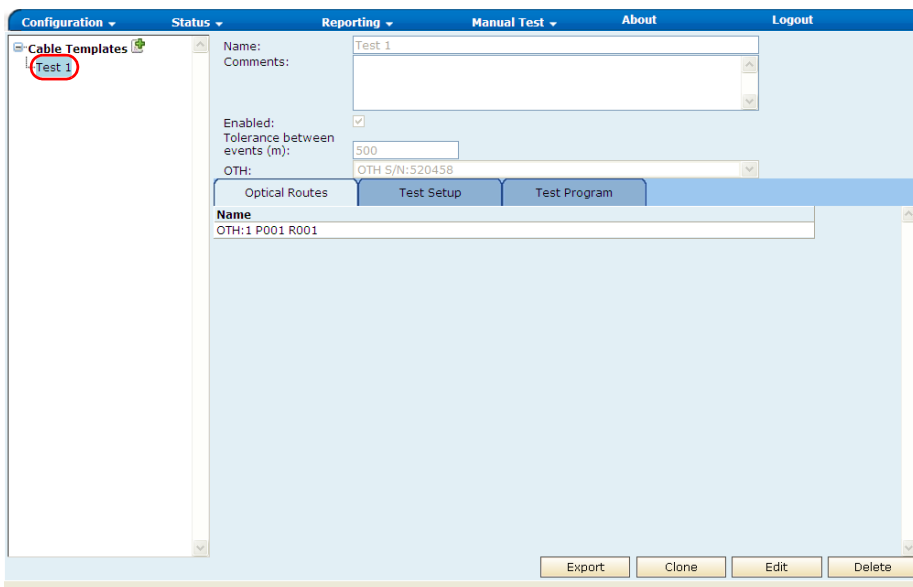 Configuration Status Reporting Manual Test About Logout
Cable Templates
Test 1
Name: Test 1
Comments:
Enabled:
Tolerance between
events (m): 500
OTH: OTH S/N:520458
Optical Routes Test Setup Test Program
Name
OTH:1 P001 R001
Export Clone Edit Delete